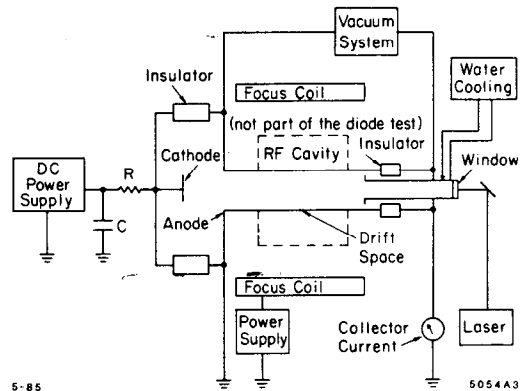 Vacuum
System
Insulator
Focus Coil
Water
Cooling
(not part of the diode test)
Insulator
RF Cavity
Window
DC
Power
Supply
R
Cathode
C
Anode
Drift
Space
Focus Coil
Power
Supply
Collector
Current
Laser
5-85
5054A3